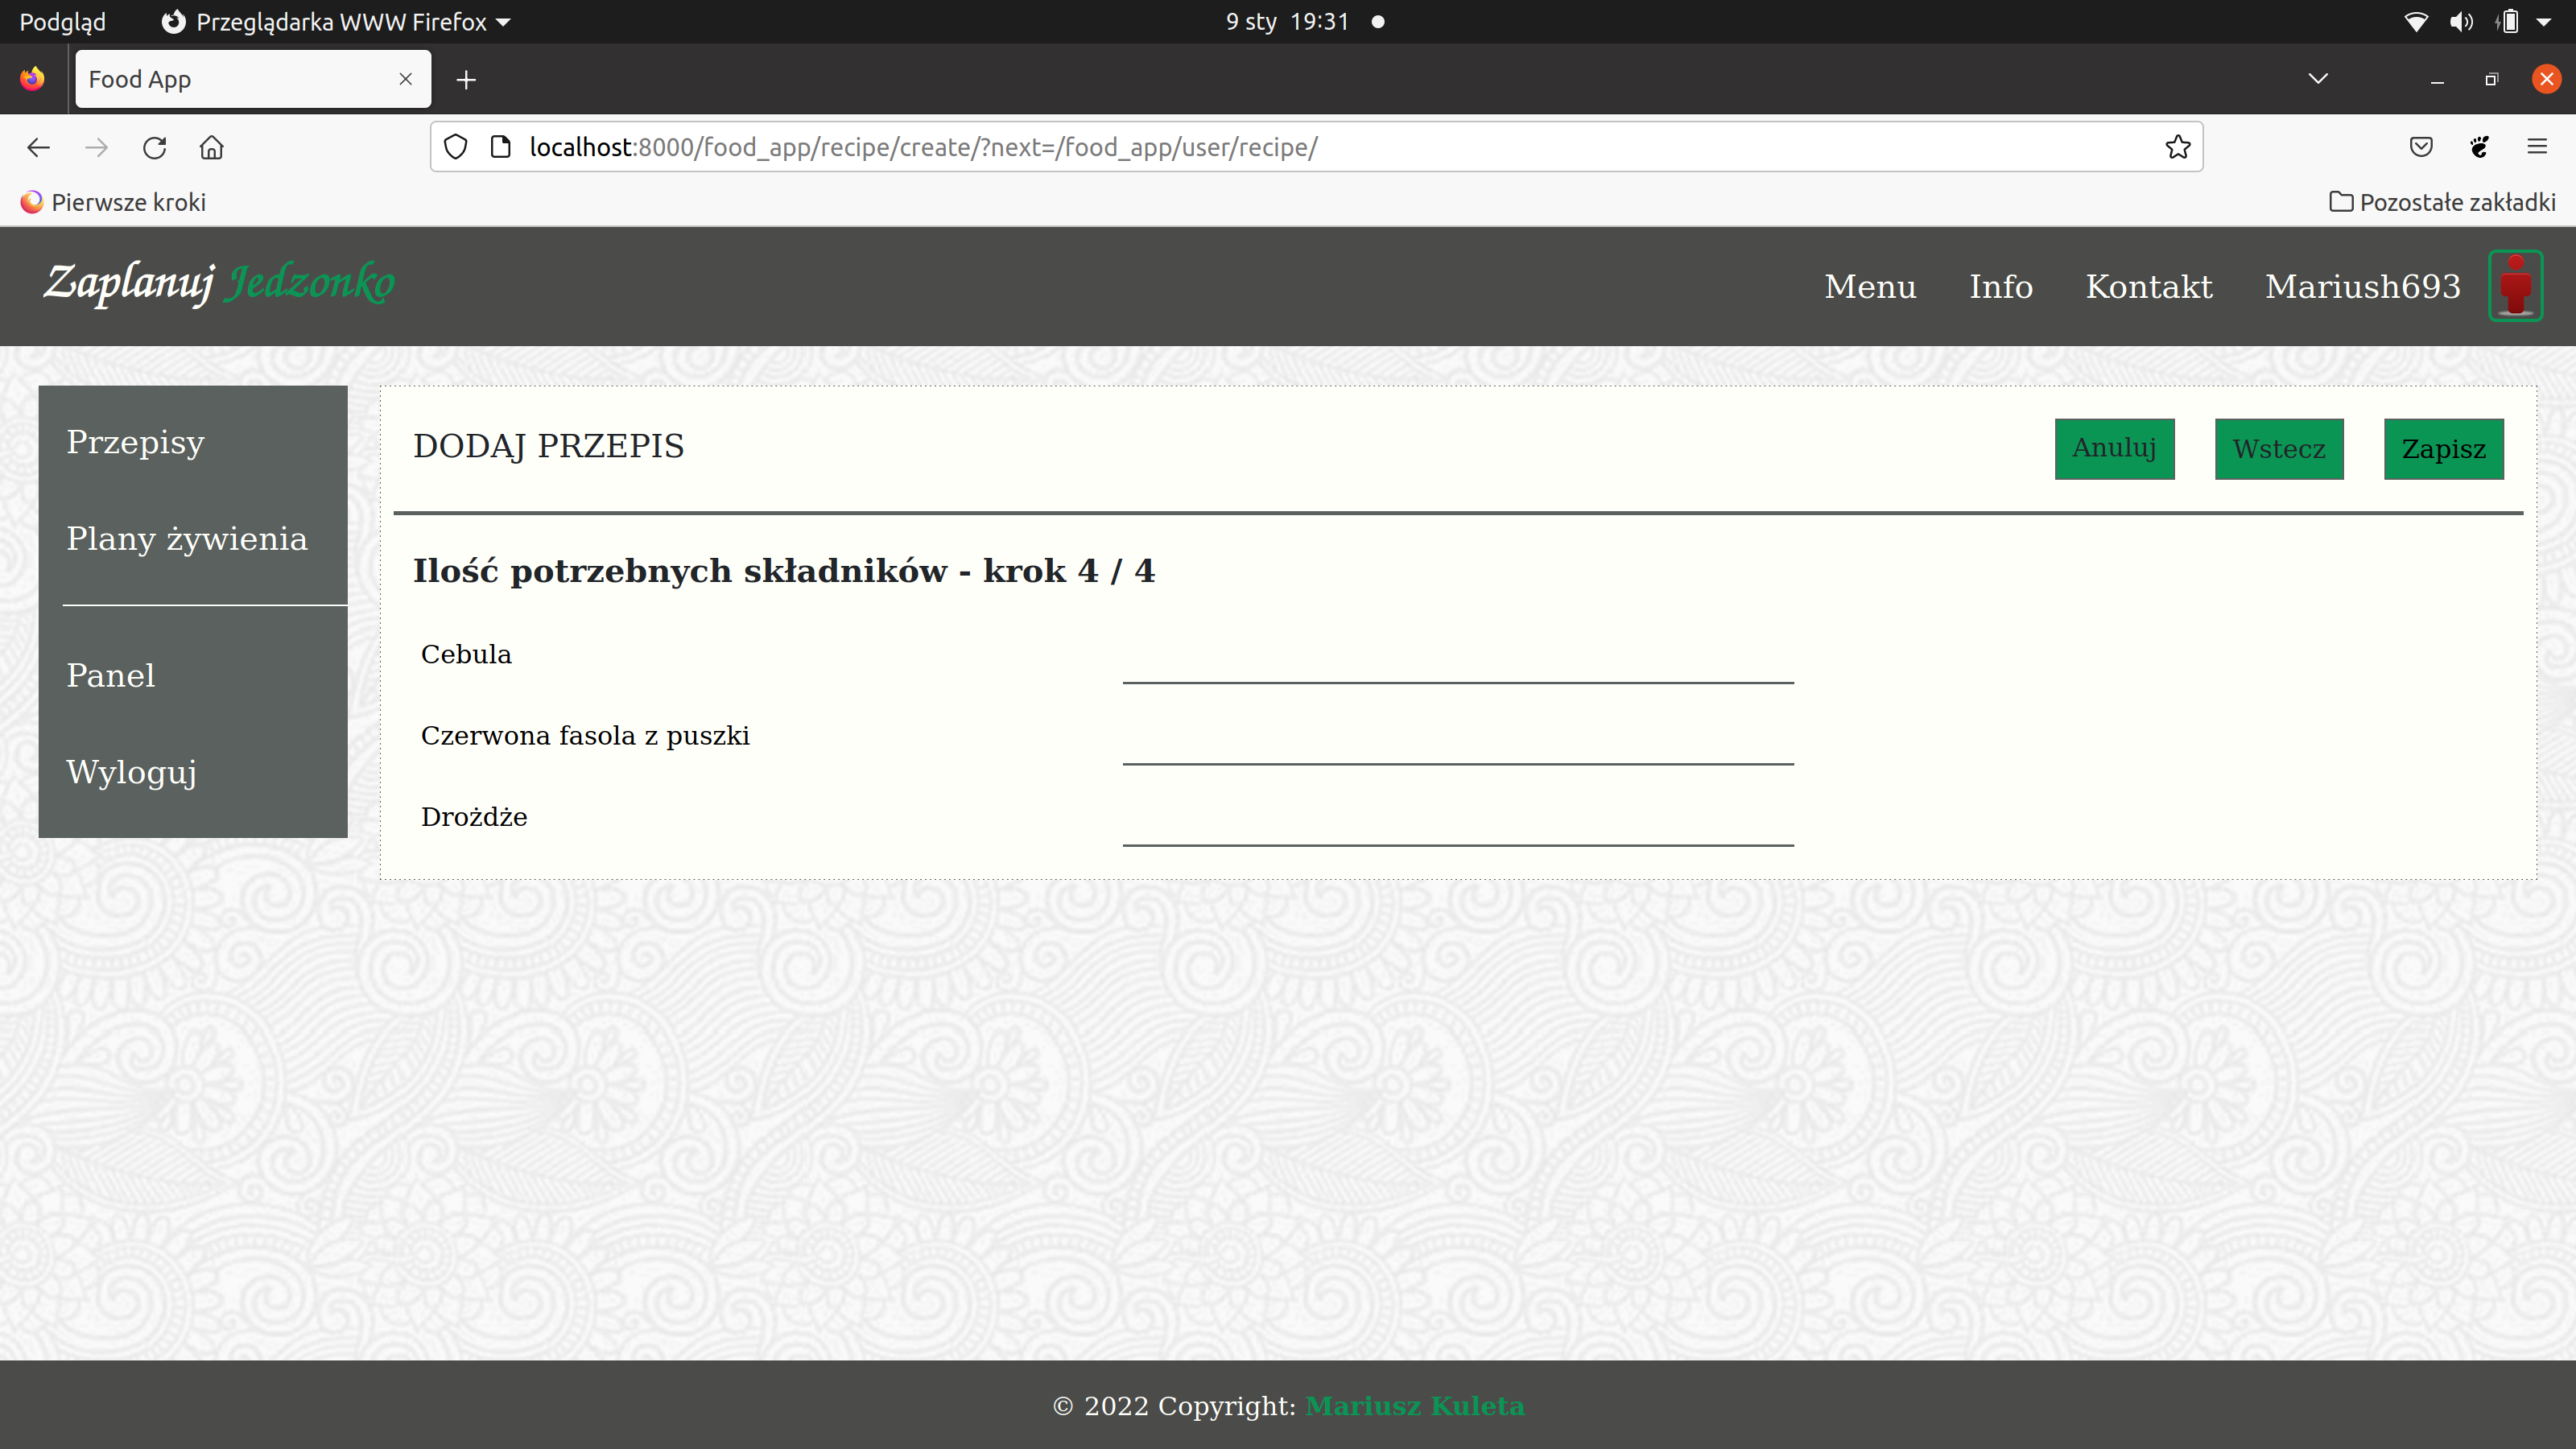 Podgląd Przeglądarka WWW Firefox 9 sty 19:31
Food App
localhost:8000/food_app/recipe/create/?next=/food_app/user/recipe/
Pierwsze kroki Pozostałe zakładki
Zaplanuj Jedzonko Menu Info Kontakt Mariush693
Przepisy
Plany żywienia
Panel
Wyloguj
DODAJ PRZEPIS Anuluj Wstecz Zapisz
Ilość potrzebnych składników - krok 4 / 4
Cebula
Czerwona fasola z puszki
Drożdże
© 2022 Copyright: Mariusz Kuleta